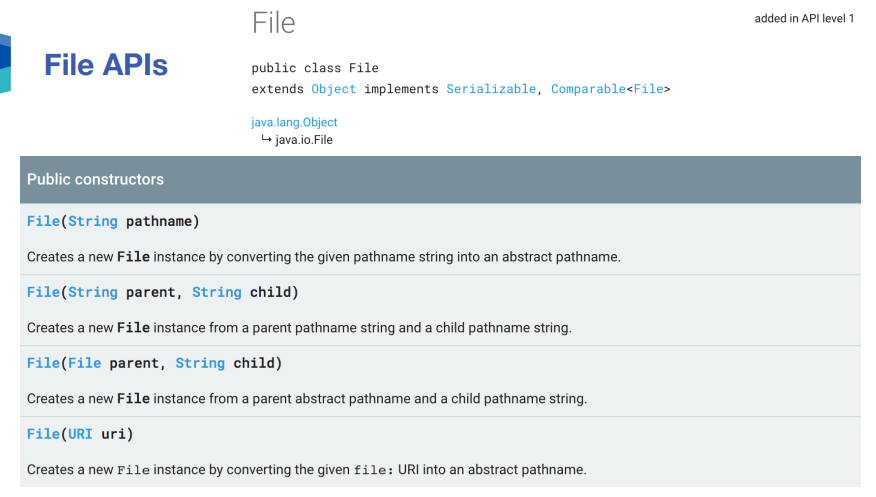 File APIs
File
added in API level 1
public class File
extends Object implements Serializable, Comparable<File>
java.lang.Object
↳ java.io.File
Public constructors
File(String pathname)
Creates a new File instance by converting the given pathname string into an abstract pathname.
File(String parent, String child)
Creates a new File instance from a parent pathname string and a child pathname string.
File(File parent, String child)
Creates a new File instance from a parent abstract pathname and a child pathname string.
File(URI uri)
Creates a new File instance by converting the given file: URI into an abstract pathname.